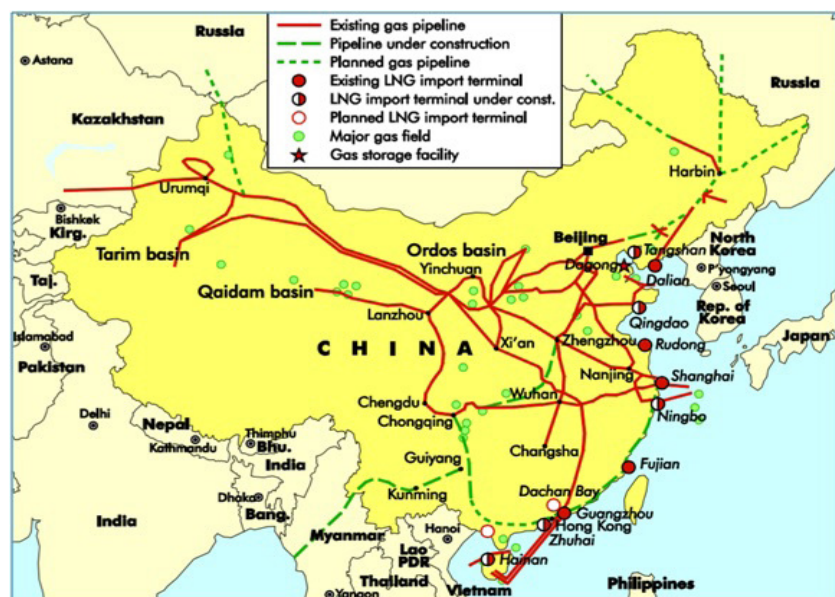 Existing gas pipeline
Pipeline under construction
Planned gas pipeline
Existing LNG import terminal
LNG import terminal under const.
Planned LNG import terminal
Major gas field
Gas storage facility
Russia
Astana
Kazakhstan
Russia
Harbin
Urumqi
Bishkek
Kirg.
Tarim basin
Ordos basin
Beijing
Tangshan
North
Korea
Yinchuan
Dagong
Dalian
P'yongyang
Seoul
Taj.
Qaidam basin
Rep. of
Korea
Lanzhou
Qingdao
Islamabad
Xi'an
Zhengzhou
Rudong
Japan
CHINA
Pakistan
Nanjing
Shanghai
Delhi
Chengdu
Wuhan
Ningbo
Nepal
Chongqing
Kathmandu
Thimphu
Bhu.
Changsha
India
Guiyang
Fujian
Dhaka
Kunming
Dachan Bay
Bang.
Guangzhou
India
Hanoi
Hong Kong
Myanmar
Zhuhai
Lao
PDR
Hainan
Thailand
Vietnam
Philippines
Yangon